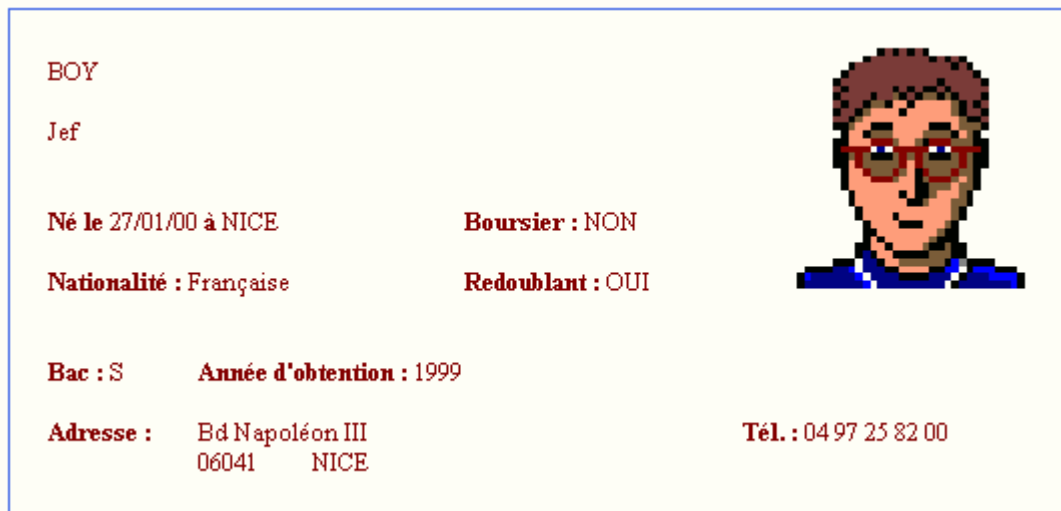 BOY
Jef
Né le 27/01/00 à NICE Boursier : NON
Nationalité : Française Redoublant : OUI
Bac : S Année d'obtention : 1999
Adresse : Bd Napoléon III Tél. : 04 97 25 82 00
06041 NICE